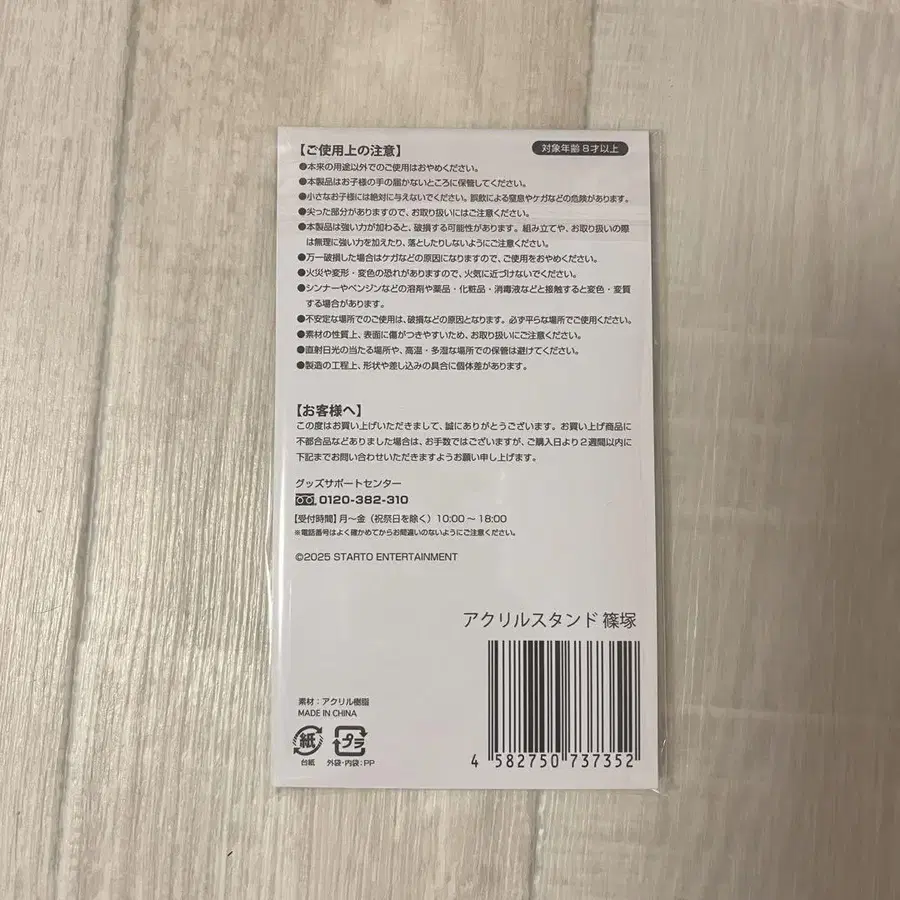 【ご使用上の注意】
対象年齢8才以上
●本来の用途以外でのご使用はおやめください。
●本製品はお子様の手の届かないところに保管してください。
●小さなお子様には絶対に与えないでください。誤飲による窒息やケガなどの危険があります。
●尖った部分がありますので、お取り扱いにはご注意ください。
●本製品は強い力が加わると、破損する可能性があります。組み立てや、お取り扱いの際
は無理に強い力を加えたり、落としたりしないようにご注意ください。
●万一破損した場合はケガなどの原因になりますので、ご使用をおやめください。
●火災や変形・変色の恐れがありますので、火気に近づけないでください。
●シンナーやベンジンなどの溶剤や薬品・化粧品・消毒液などと接触すると変色・変質
する場合があります。
●不安定な場所でのご使用は、破損などの原因となります。必ず平らな場所でご使用ください。
●素材の性質上、表面に傷がつきやすいため、お取り扱いにご注意ください。
●直射日光の当たる場所や、高温・多湿な場所での保管は避けてください。
●製造の工程上、形状や差し込みの具合に個体差があります。
【お客様へ】
この度はお買い上げいただきまして、誠にありがとうございます。お買い上げ商品に
不都合品などありました場合は、お手数ではございますが、ご購入日より2週間以内に
下記までお問い合わせいただきますようお願い申し上げます。
グッズサポートセンター
0120-382-310
【受付時間】月〜金(祝祭日を除く)10:00〜18:00
※電話番号はよく確かめてからお間違いのないようにご注意ください。
©2025 STARTO ENTERTAINMENT
アクリルスタンド 篠塚
素材:アクリル樹脂
MADE IN CHINA
紙
プラ
台紙
外袋・内袋:PP
4 582750 737352